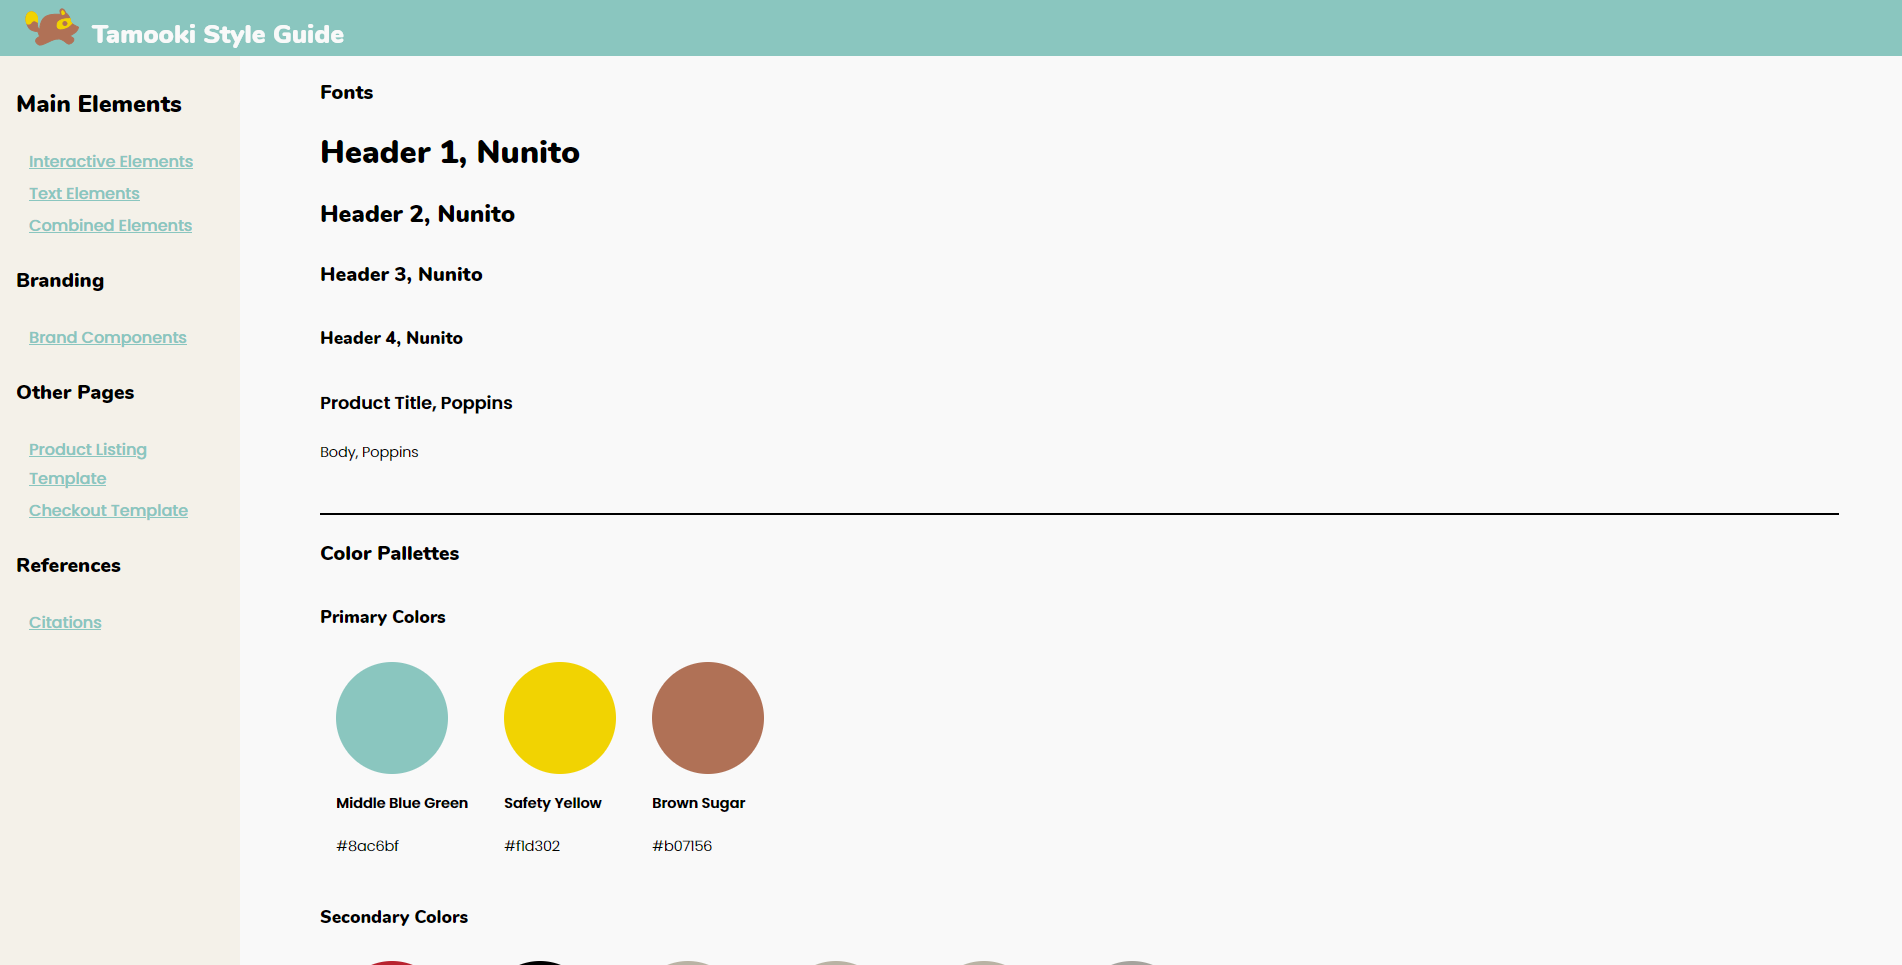 Tamooki Style Guide
Main Elements
Interactive Elements
Text Elements
Combined Elements
Branding
Brand Components
Other Pages
Product Listing
Template
Checkout Template
References
Citations
Fonts
Header 1, Nunito
Header 2, Nunito
Header 3, Nunito
Header 4, Nunito
Product Title, Poppins
Body, Poppins
Color Pallettes
Primary Colors
Middle Blue Green
Safety Yellow
Brown Sugar
#8ac6bf
#f1d302
#b07156
Secondary Colors